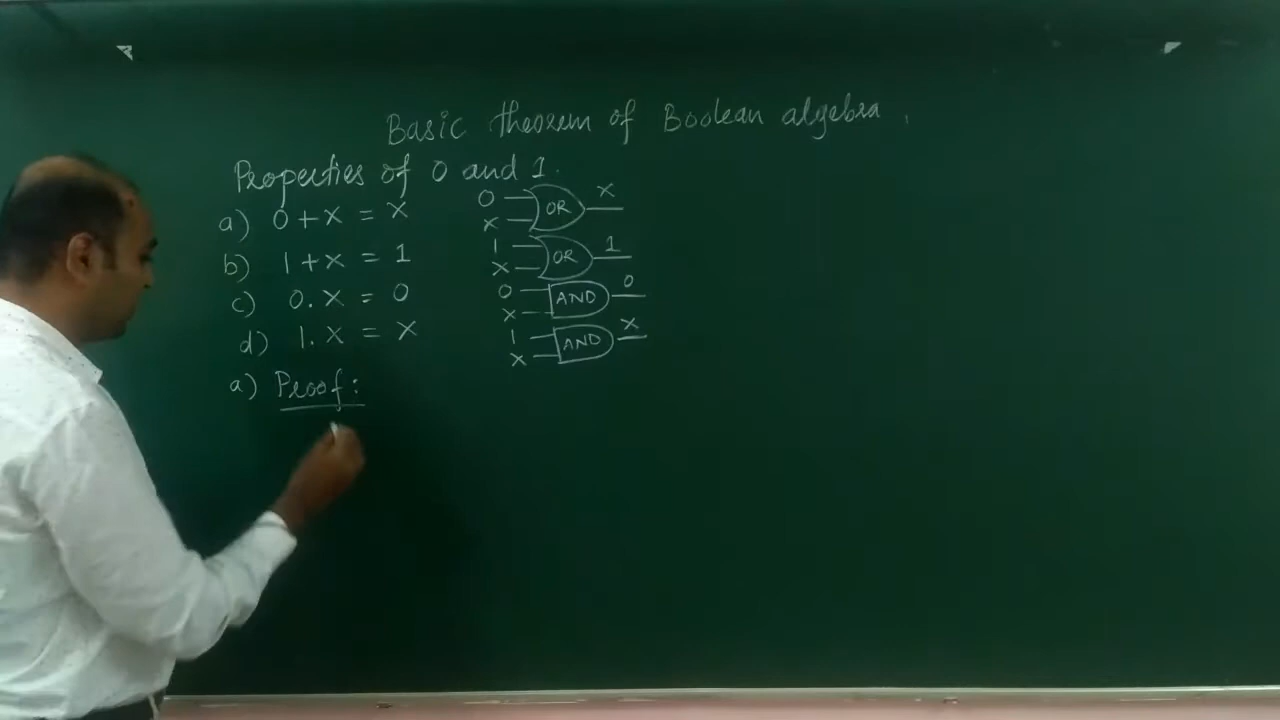 Basic theorem of Boolean algebra.
Properties of 0 and 1.
a) 0 + x = x
0 x OR x
b) 1 + x = 1
1 x OR 1
c) 0 . x = 0
0 x AND 0
d) 1 . x = x
1 x AND x
a) Proof: